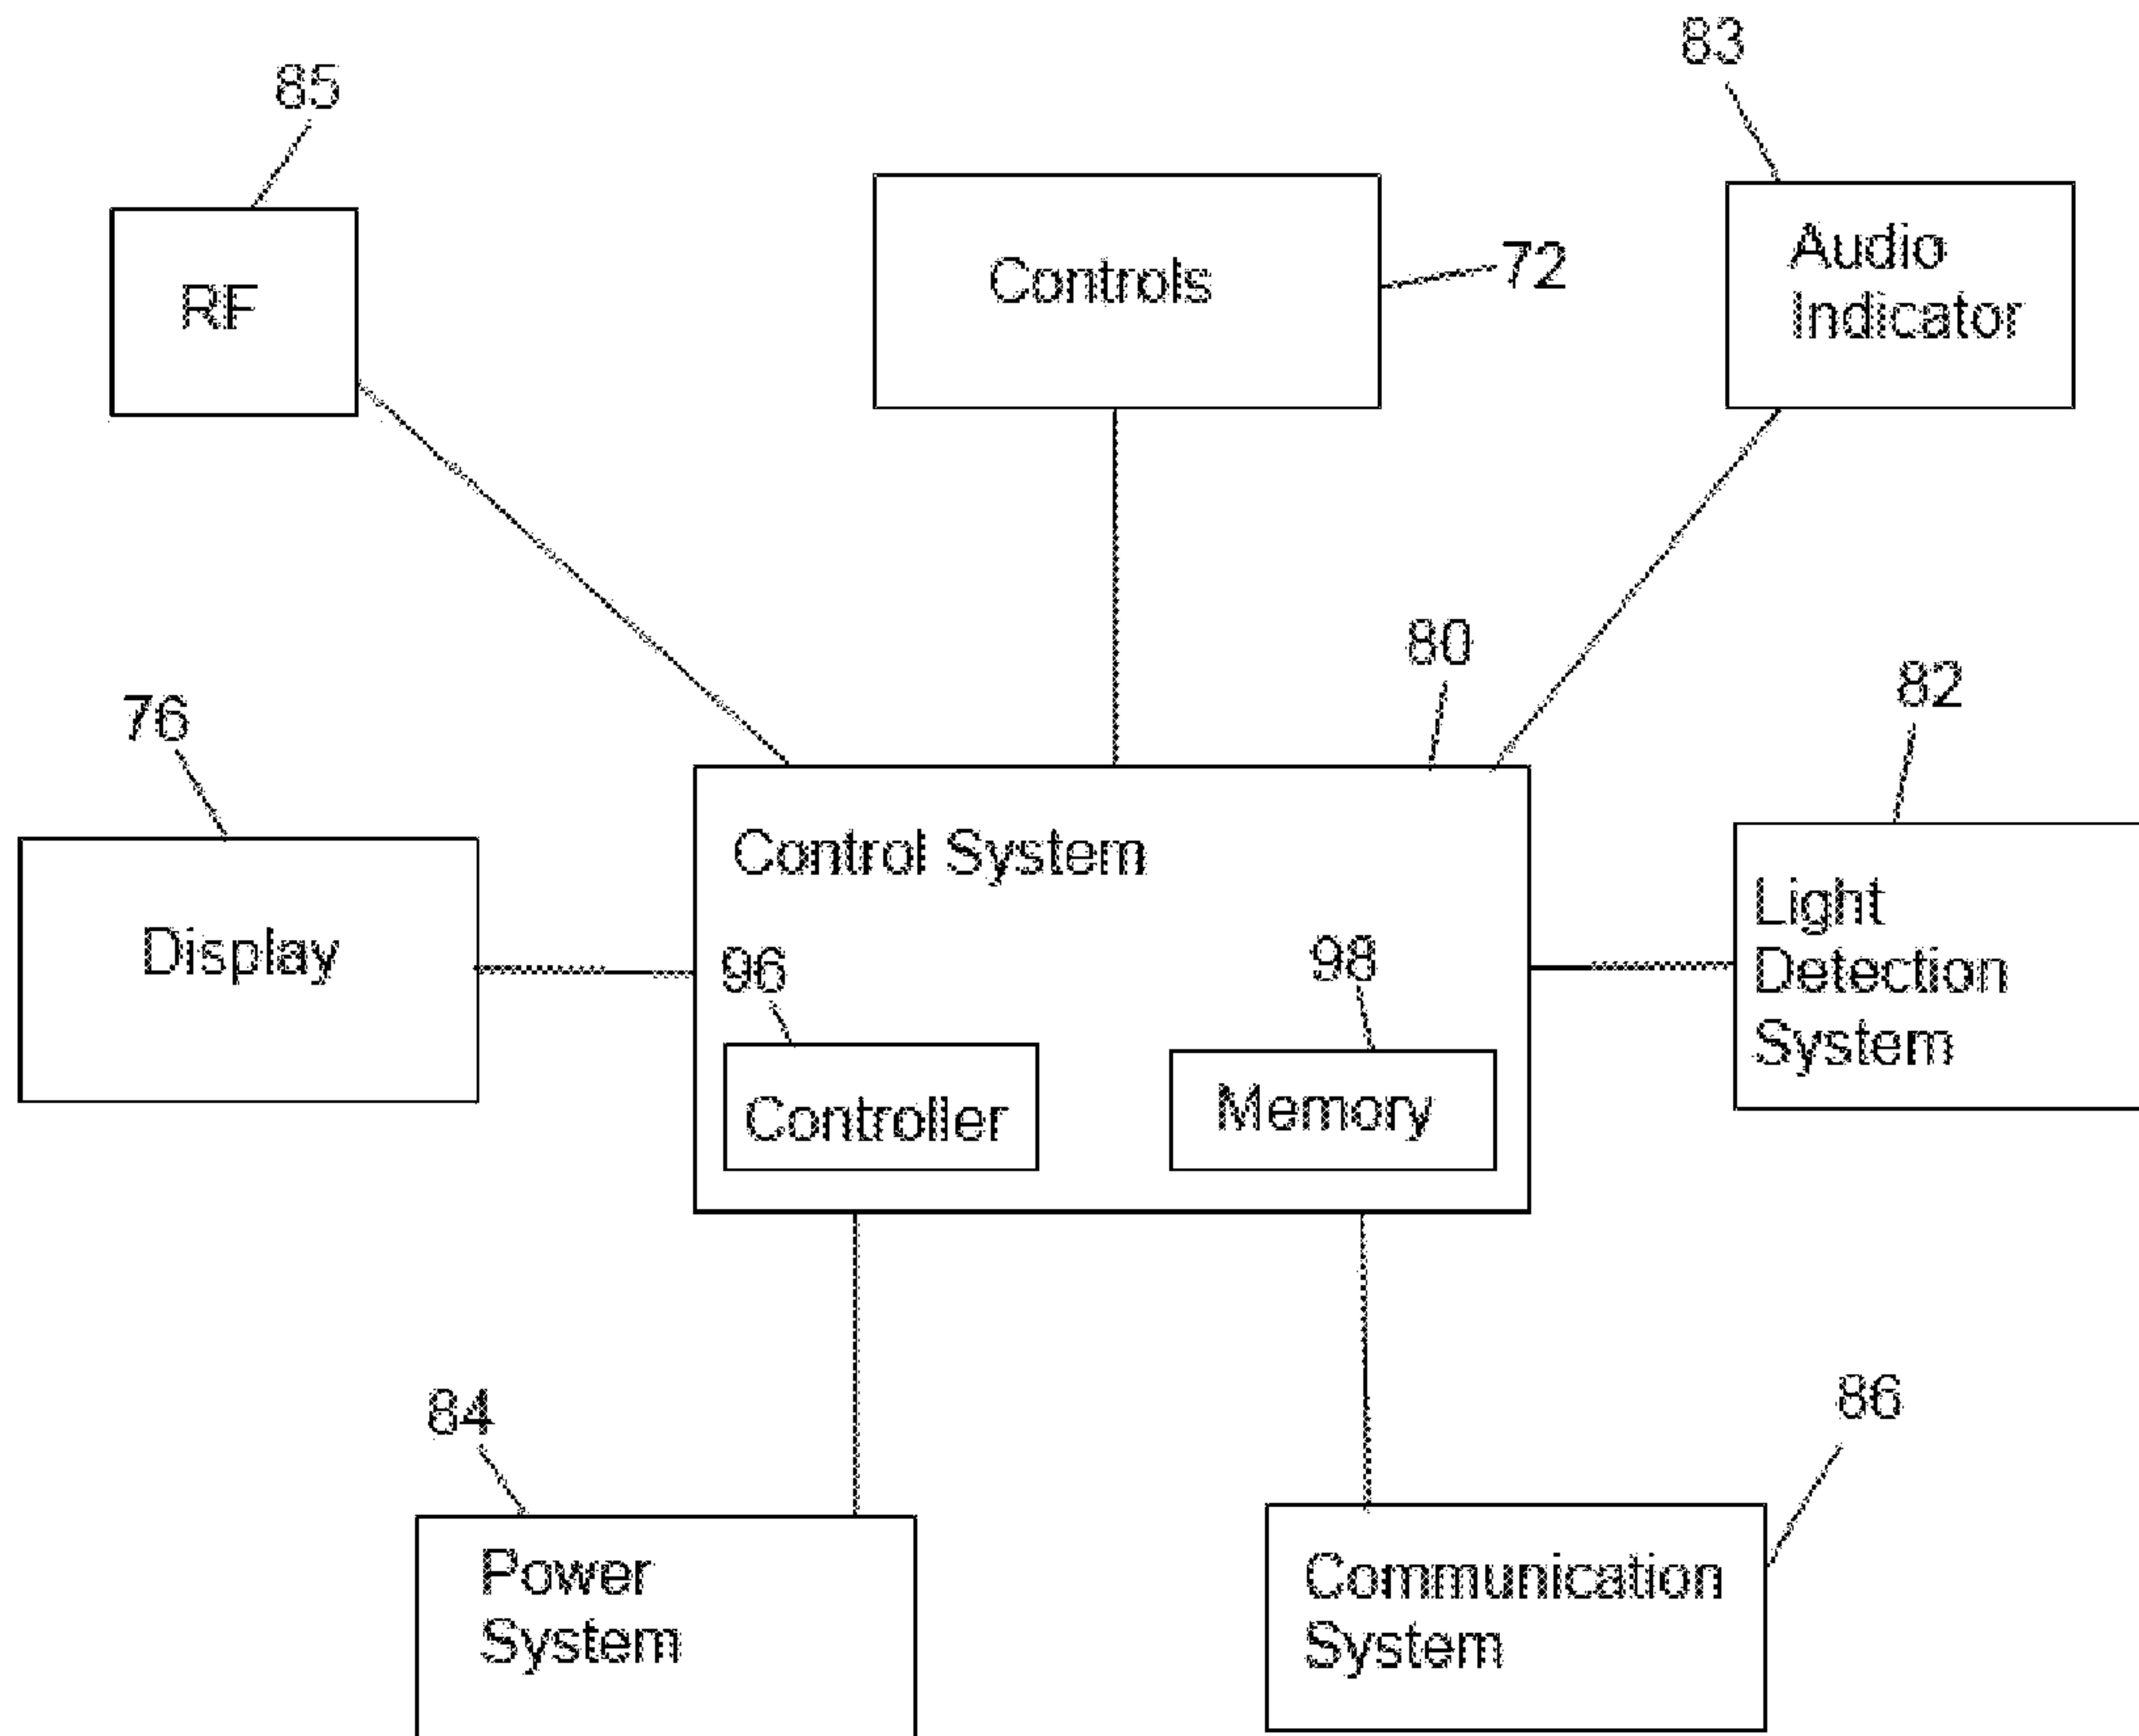 83
85
Controls
72
Audio
Indicator
RF
80
82
76
Control System
Light
Detection
System
Display
96
98
Controller
Memory
84
86
Power
System
Communication
System